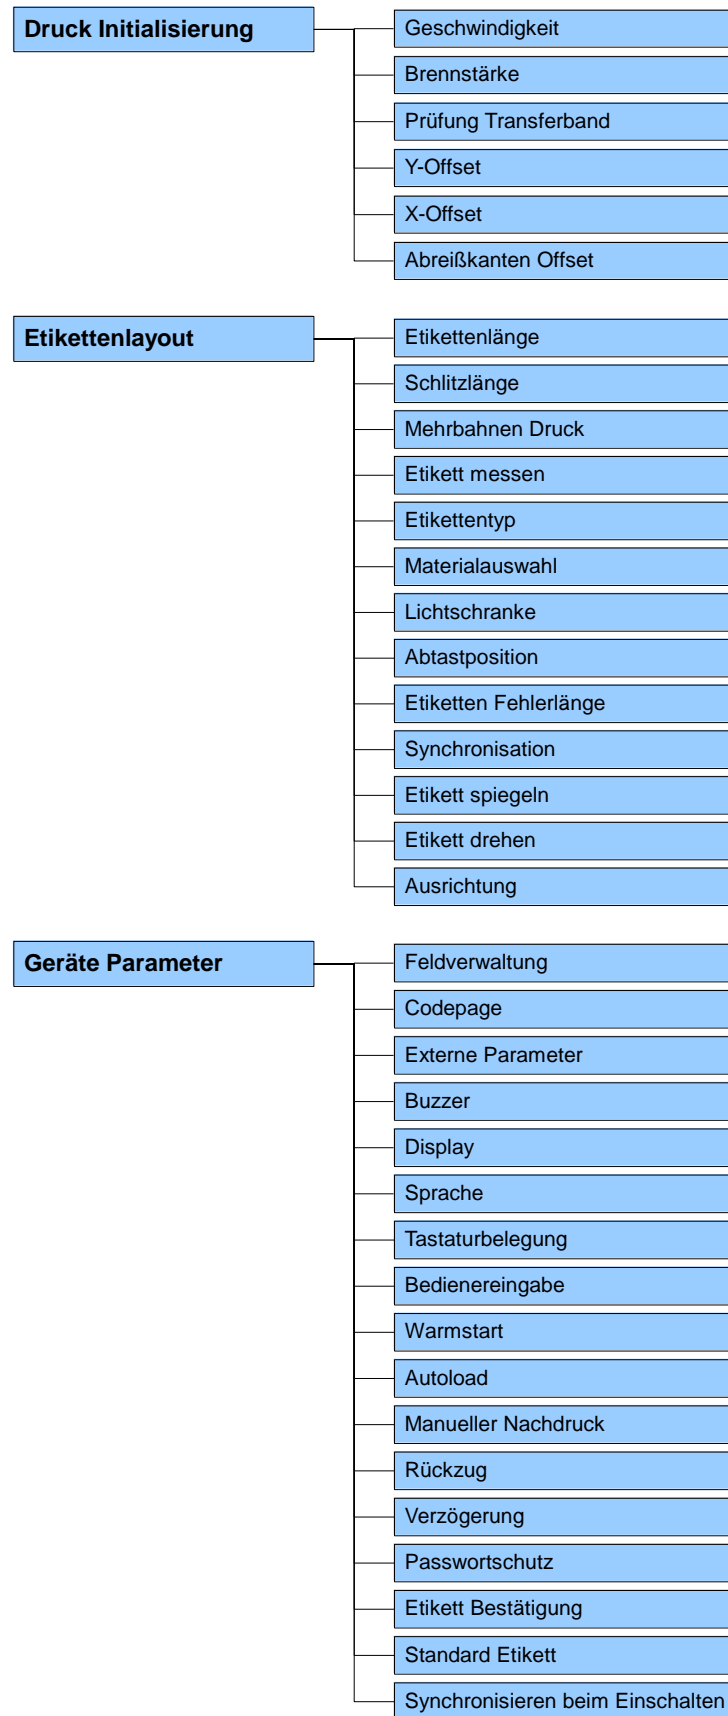 Druck Initialisierung
Geschwindigkeit
Brennstärke
Prüfung Transferband
Y-Offset
X-Offset
Abreißkanten Offset
Etikettenlayout
Etikettenlänge
Schlitzlänge
Mehrbahnen Druck
Etikett messen
Etikettentyp
Materialauswahl
Lichtschranke
Abtastposition
Etiketten Fehlerlänge
Synchronisation
Etikett spiegeln
Etikett drehen
Ausrichtung
Geräte Parameter
Feldverwaltung
Codepage
Externe Parameter
Buzzer
Display
Sprache
Tastaturbelegung
Bedienereingabe
Warmstart
Autoload
Manueller Nachdruck
Rückzug
Verzögerung
Passwortschutz
Etikett Bestätigung
Standard Etikett
Synchronisieren beim Einschalten